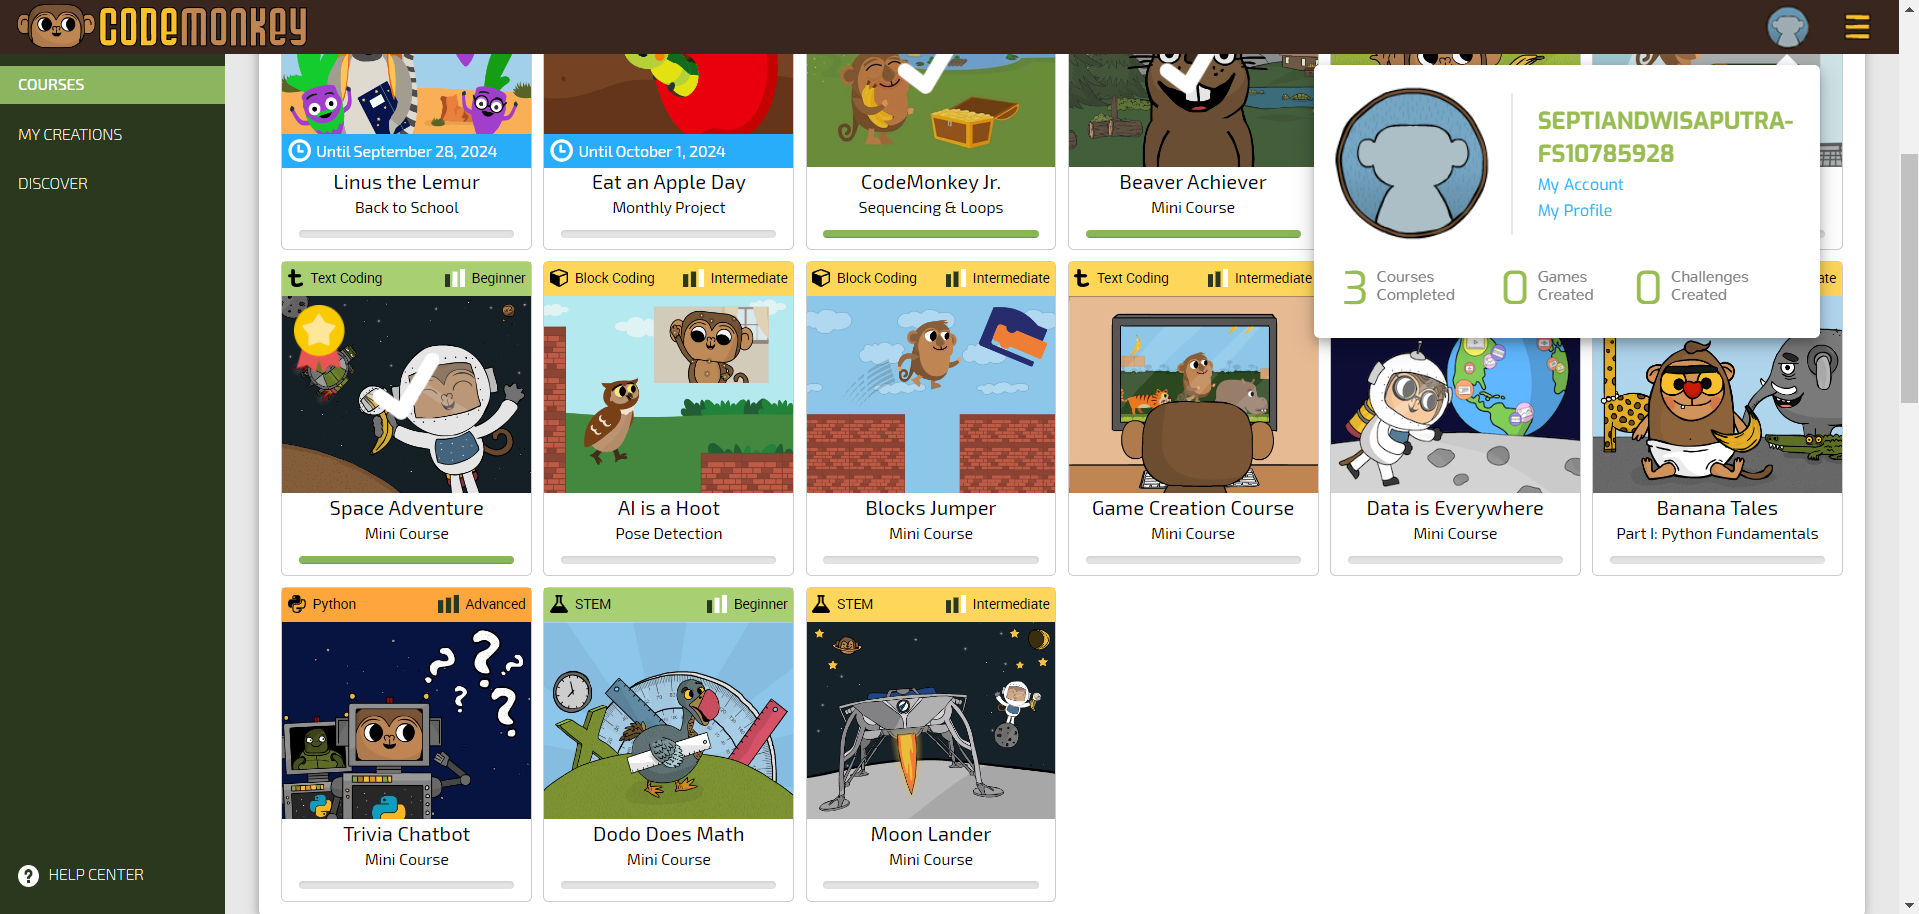 CODEMONKEY
COURSES
MY CREATIONS
DISCOVER
HELP CENTER
Until September 28, 2024
Linus the Lemur
Back to School
Until October 1, 2024
Eat an Apple Day
Monthly Project
CodeMonkey Jr.
Sequencing & Loops
Beaver Achiever
Mini Course
SEPTIANDWISAPUTRA-
FS10785928
My Account
My Profile
3 Courses
Completed
0 Games
Created
0 Challenges
Created
Text Coding Beginner
Space Adventure
Mini Course
Block Coding Intermediate
AI is a Hoot
Pose Detection
Block Coding Intermediate
Blocks Jumper
Mini Course
Text Coding Intermediate
Game Creation Course
Mini Course
Data is Everywhere
Mini Course
ate
Banana Tales
Part I: Python Fundamentals
Python Advanced
Trivia Chatbot
Mini Course
STEM Beginner
Dodo Does Math
Mini Course
STEM Intermediate
Moon Lander
Mini Course